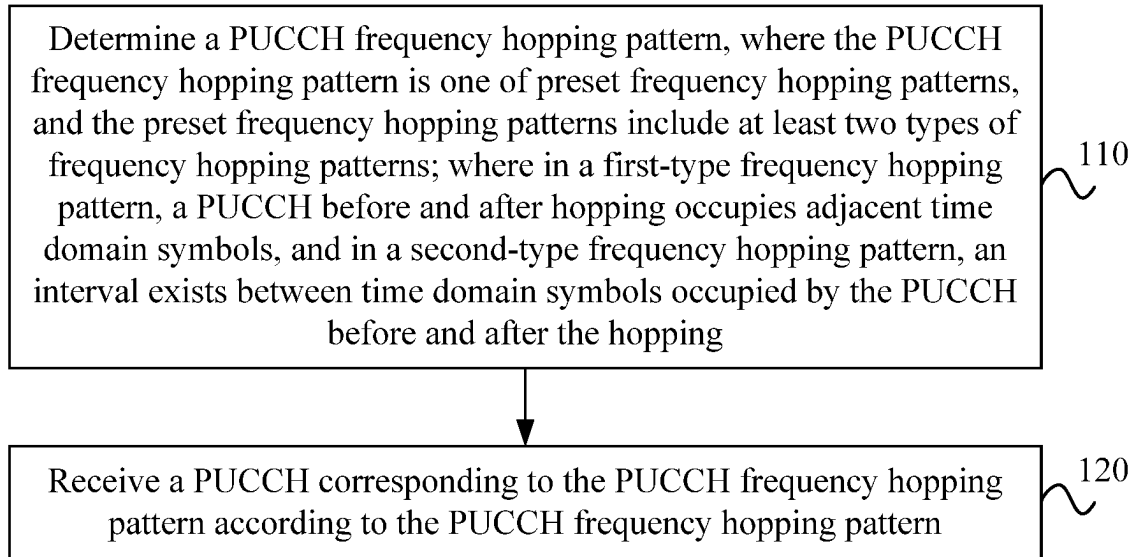 Determine a PUCCH frequency hopping pattern, where the PUCCH
frequency hopping pattern is one of preset frequency hopping patterns,
and the preset frequency hopping patterns include at least two types of
frequency hopping patterns; where in a first-type frequency hopping
pattern, a PUCCH before and after hopping occupies adjacent time
domain symbols, and in a second-type frequency hopping pattern, an
interval exists between time domain symbols occupied by the PUCCH
before and after the hopping
110
Receive a PUCCH corresponding to the PUCCH frequency hopping
pattern according to the PUCCH frequency hopping pattern
120